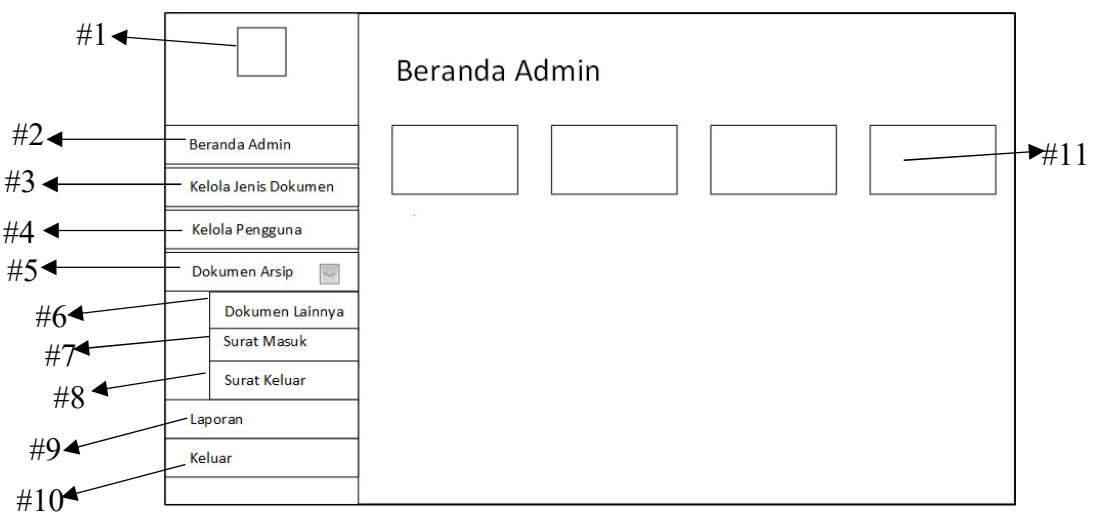 #1
Beranda Admin
#2
Beranda Admin
#11
#3
Kelola Jenis Dokumen
#4
Kelola Pengguna
#5
Dokumen Arsip
#6
Dokumen Lainnya
#7
Surat Masuk
#8
Surat Keluar
#9
Laporan
#10
Keluar